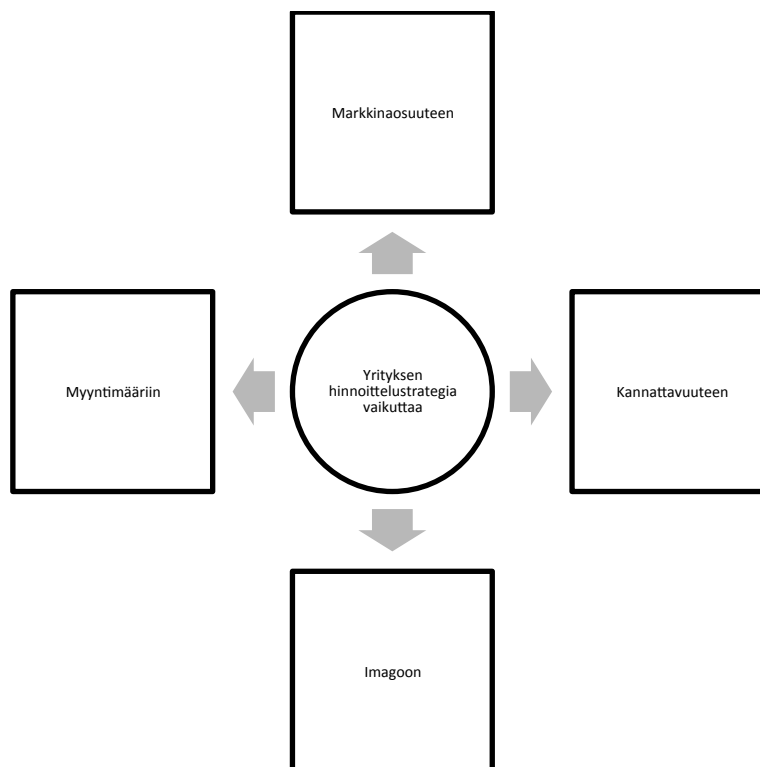 Markkinaosuuteen
Myyntimääriin
Yrityksen
hinnoittelustrategia
vaikuttaa
Kannattavuuteen
Imagoon